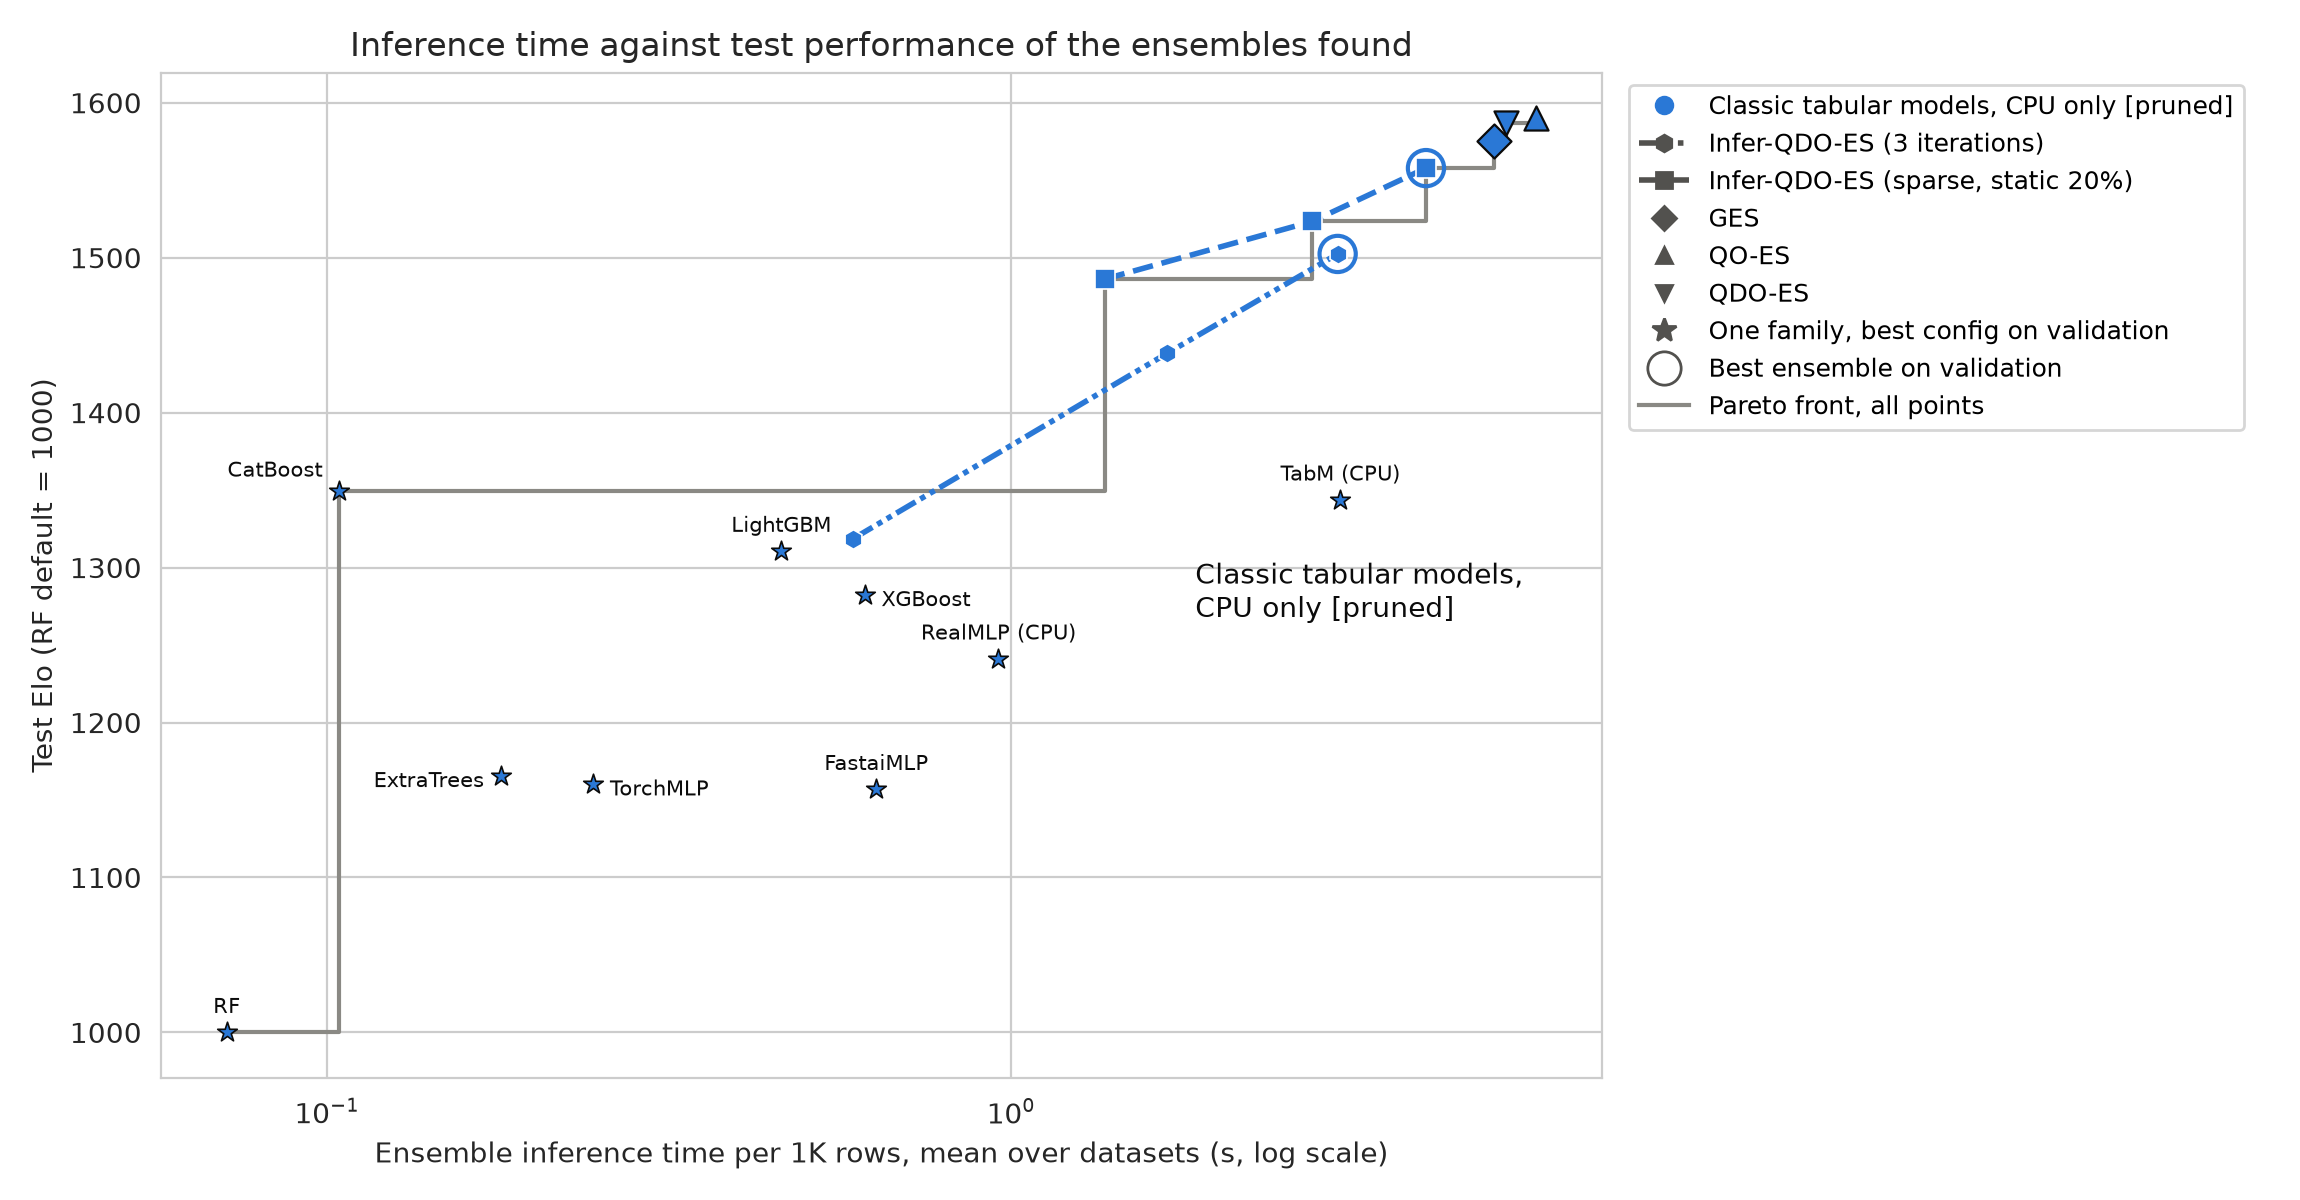 Inference time against test performance of the ensembles found
Test Elo (RF default = 1000)
1600
1500
1400
1300
1200
1100
1000
CatBoost
LightGBM
XGBoost
RealMLP (CPU)
TabM (CPU)
Classic tabular models,
CPU only [pruned]
ExtraTrees
TorchMLP
FastaiMLP
RF
10⁻¹
10⁰
Ensemble inference time per 1K rows, mean over datasets (s, log scale)
Classic tabular models, CPU only [pruned]
Infer-QDO-ES (3 iterations)
Infer-QDO-ES (sparse, static 20%)
GES
QO-ES
QDO-ES
One family, best config on validation
Best ensemble on validation
Pareto front, all points